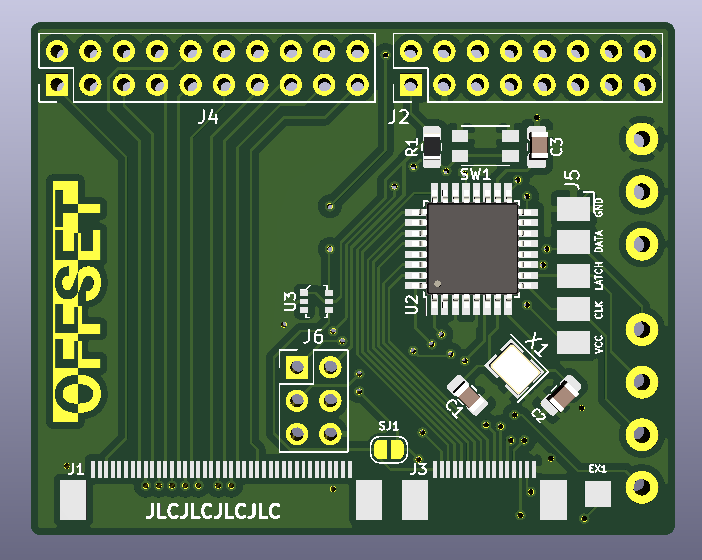 J4
J2
R1
C3
SW1
J5
GND
DATA
LATCH
CLK
VCC
OFFSET
U3
U2
J6
X1
C1
C2
SJ1
J1
J3
EX1
JLCJLCJLCJLC